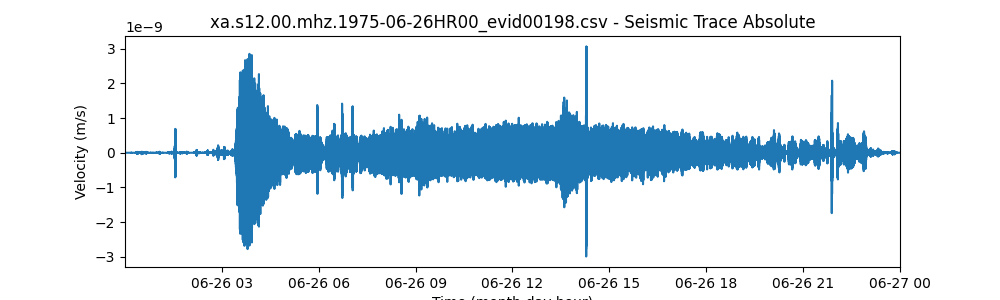 xa.s12.00.mhz.1975-06-26HR00_evid00198.csv - Seismic Trace Absolute
1e−9
3
2
1
0
−1
−2
−3
Velocity (m/s)
06-26 03 06-26 06 06-26 09 06-26 12 06-26 15 06-26 18 06-26 21 06-27 00
Time (month day hour)